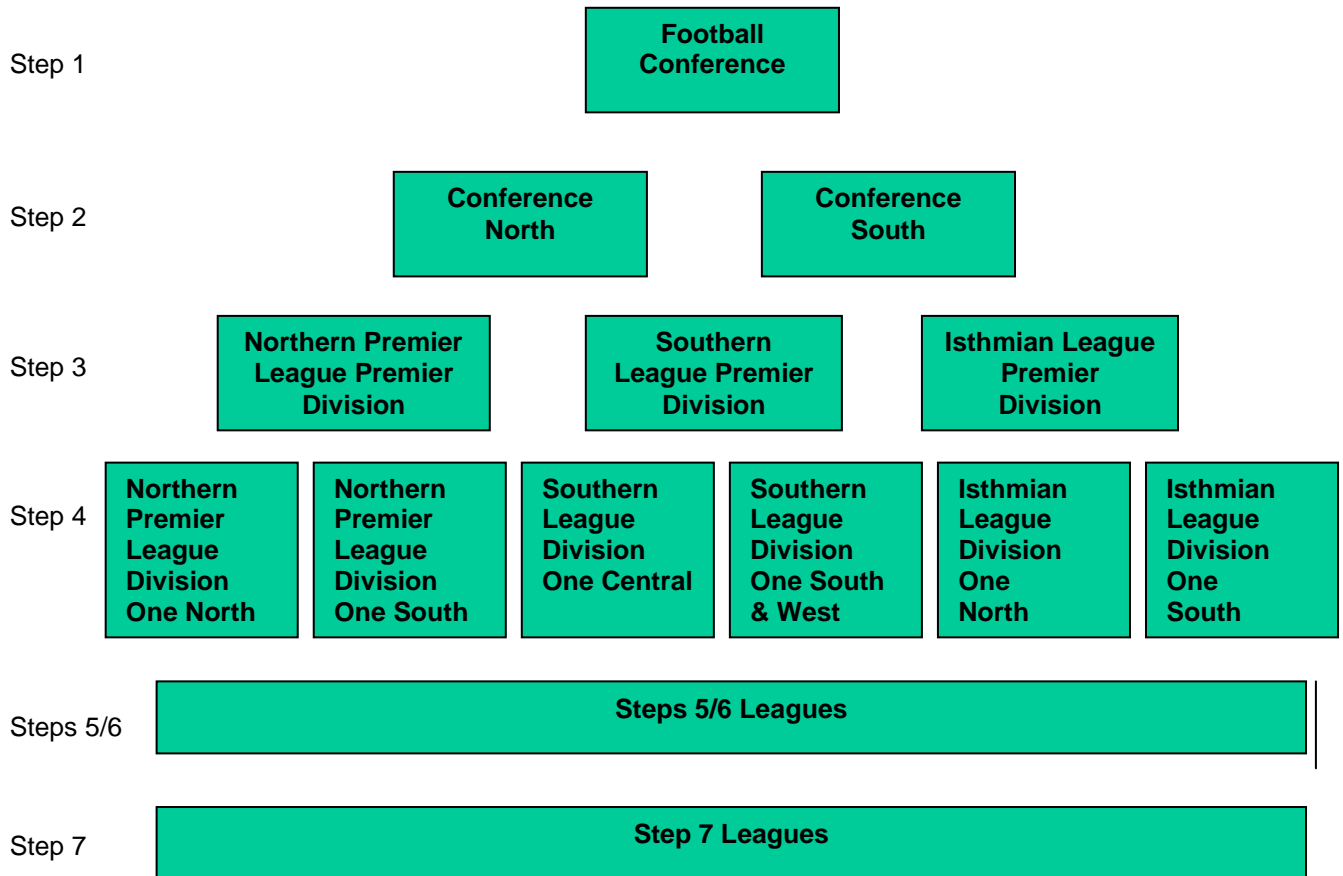 Step 1
Football
Conference
Step 2
Conference
North
Conference
South
Step 3
Northern Premier
League Premier
Division
Southern
League Premier
Division
Isthmian League
Premier
Division
Step 4
Northern
Premier
League
Division
One North
Northern
Premier
League
Division
One South
Southern
League
Division
One Central
Southern
League
Division
One South
& West
Isthmian
League
Division
One
North
Isthmian
League
Division
One
South
Steps 5/6
Steps 5/6 Leagues
Step 7
Step 7 Leagues